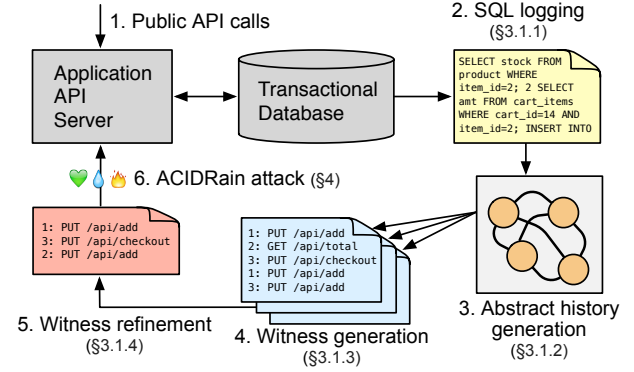 1. Public API calls
2. SQL logging
(§3.1.1)
Application
API
Server
Transactional
Database
SELECT stock FROM
product WHERE
item_id=2; 2 SELECT
amt FROM cart_items
WHERE cart_id=14 AND
item_id=2; INSERT INTO
6. ACIDRain attack (§4)
1: PUT /api/add
3: PUT /api/checkout
2: PUT /api/add
1: PUT /api/add
2: GET /api/total
3: PUT /api/checkout
1: PUT /api/add
3: PUT /api/add
3. Abstract history
generation
(§3.1.2)
5. Witness refinement
(§3.1.4)
4. Witness generation
(§3.1.3)